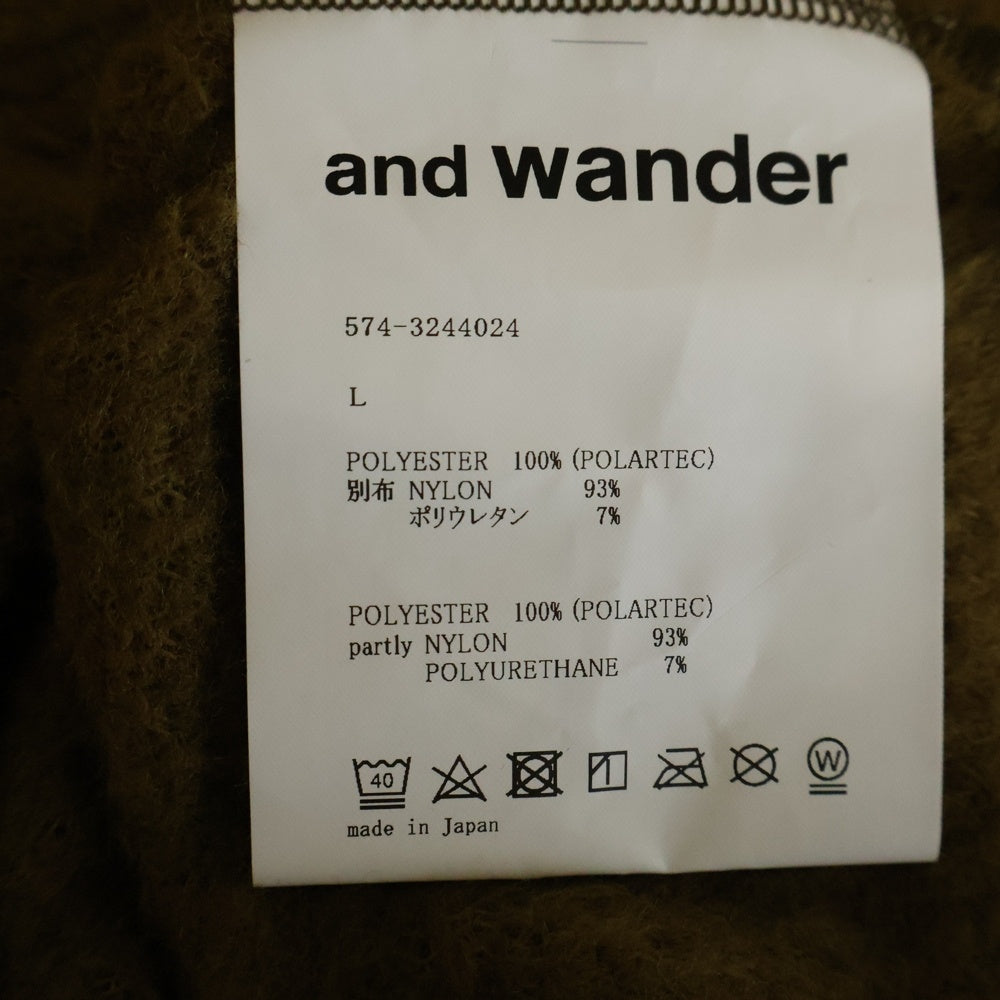 and wander
574-3244024
L
POLYESTER 100% (POLARTEC)
別布 NYLON 93%
ポリウレタン 7%
POLYESTER 100% (POLARTEC)
partly NYLON 93%
POLYURETHANE 7%
40 W
made in Japan